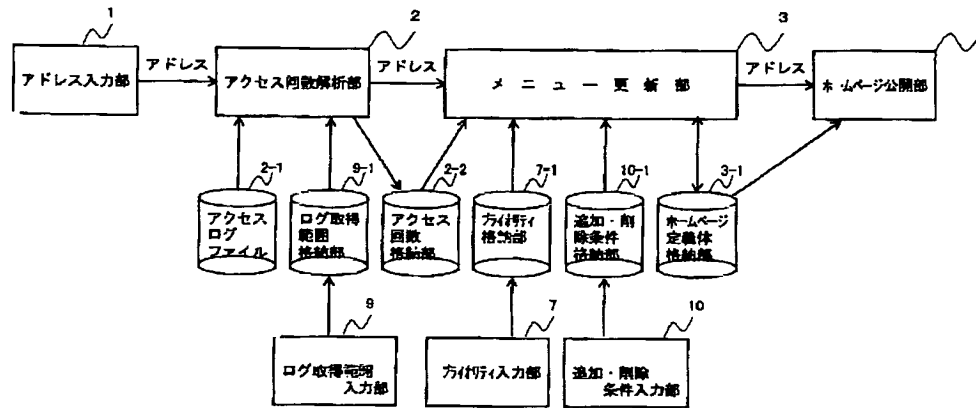 1
2
3
アドレス入力部
アドレス
アクセス回数解析部
アドレス
メニュー更新部
アドレス
ホームページ公開部
2-1
9-1
2-2
7-1
10-1
3-1
アクセス
ログ
ファイル
ログ取得
範囲
格納部
アクセス
回数
格納部
プライオリティ
格納部
追加・削
除条件
格納部
ホームページ
定義体
格納部
9
7
10
ログ取得範囲
入力部
プライオリティ入力部
追加・削除
条件入力部